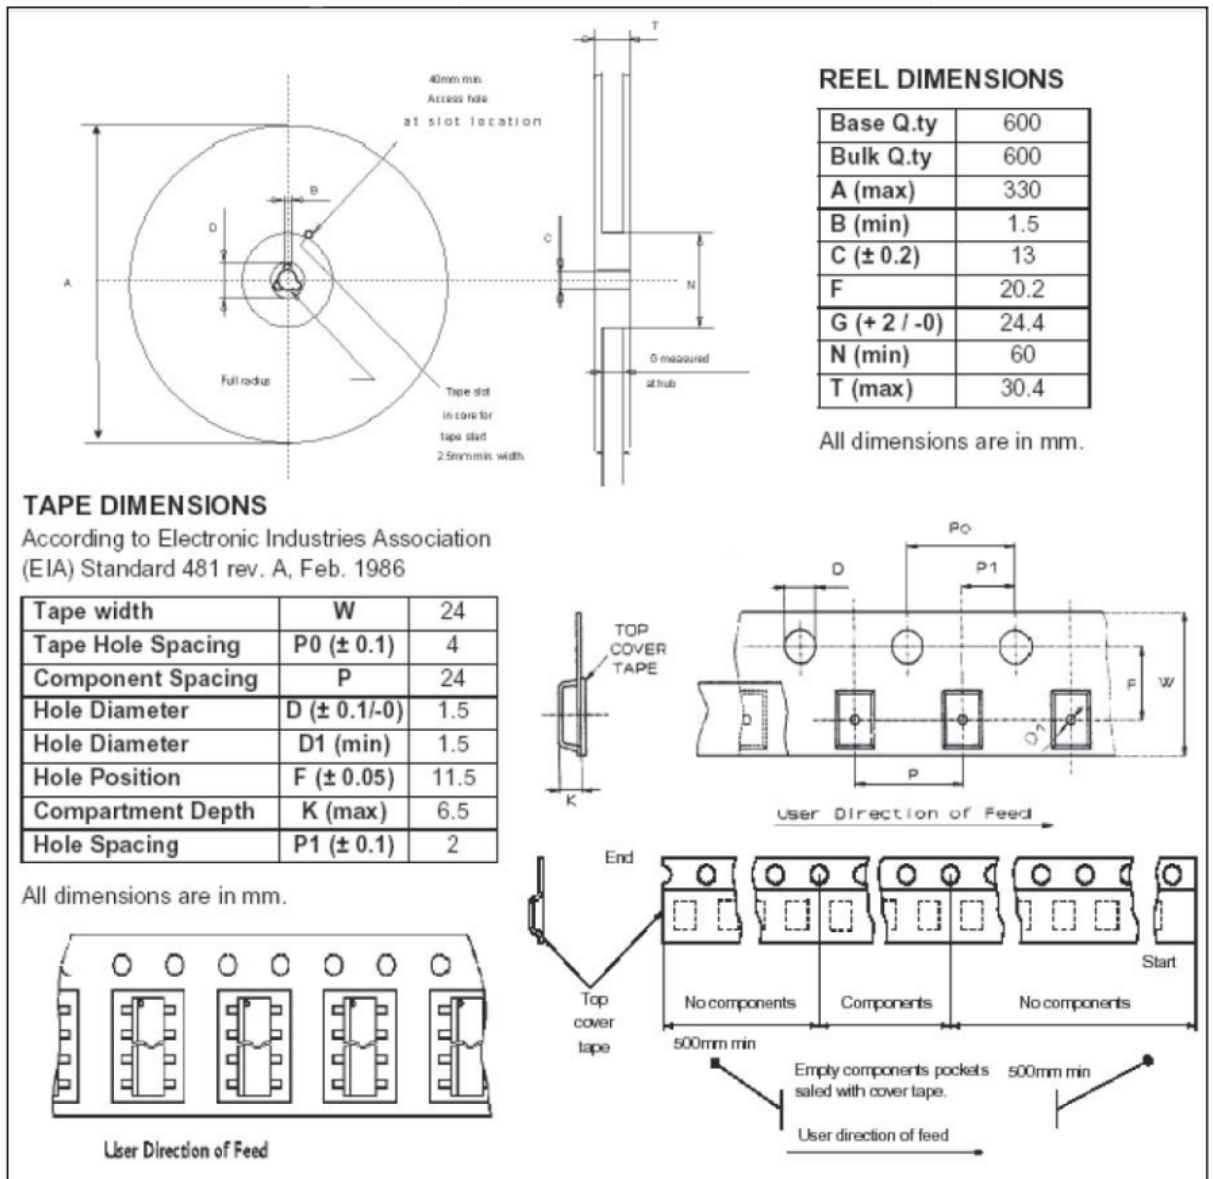 T
40mm min.
Access hole
at slot location
B
D
C
A
N
Full radius
G measured
at hub
Tape slot
in core for
tape start
2.5mm min. width.
REEL DIMENSIONS
Base Q.ty 600
Bulk Q.ty 600
A (max) 330
B (min) 1.5
C (± 0.2) 13
F 20.2
G (+ 2 / -0) 24.4
N (min) 60
T (max) 30.4
All dimensions are in mm.
TAPE DIMENSIONS
According to Electronic Industries Association
(EIA) Standard 481 rev. A, Feb. 1986
Tape width W 24
Tape Hole Spacing P0 (± 0.1) 4
Component Spacing P 24
Hole Diameter D (± 0.1/-0) 1.5
Hole Diameter D1 (min) 1.5
Hole Position F (± 0.05) 11.5
Compartment Depth K (max) 6.5
Hole Spacing P1 (± 0.1) 2
All dimensions are in mm.
P0
D
P1
TOP
COVER
TAPE
F
W
K
P
User Direction of Feed
End
Start
Top
cover
tape
No components
Components
No components
500mm min
Empty components pockets
saled with cover tape.
500mm min
User direction of feed
User Direction of Feed